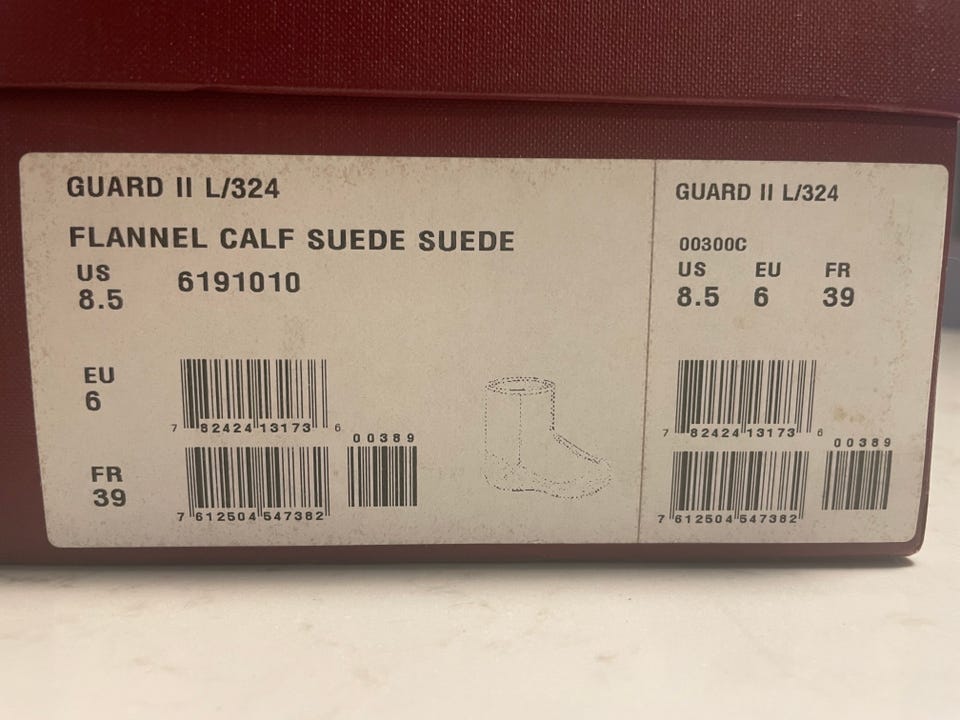 GUARD II L/324
FLANNEL CALF SUEDE SUEDE
US
8.5
6191010
EU
6
7 82424 13173 6
00389
FR
39
7 612504 547382
GUARD II L/324
00300C
US EU FR
8.5 6 39
7 82424 13173 6
00389
7 612504 547382